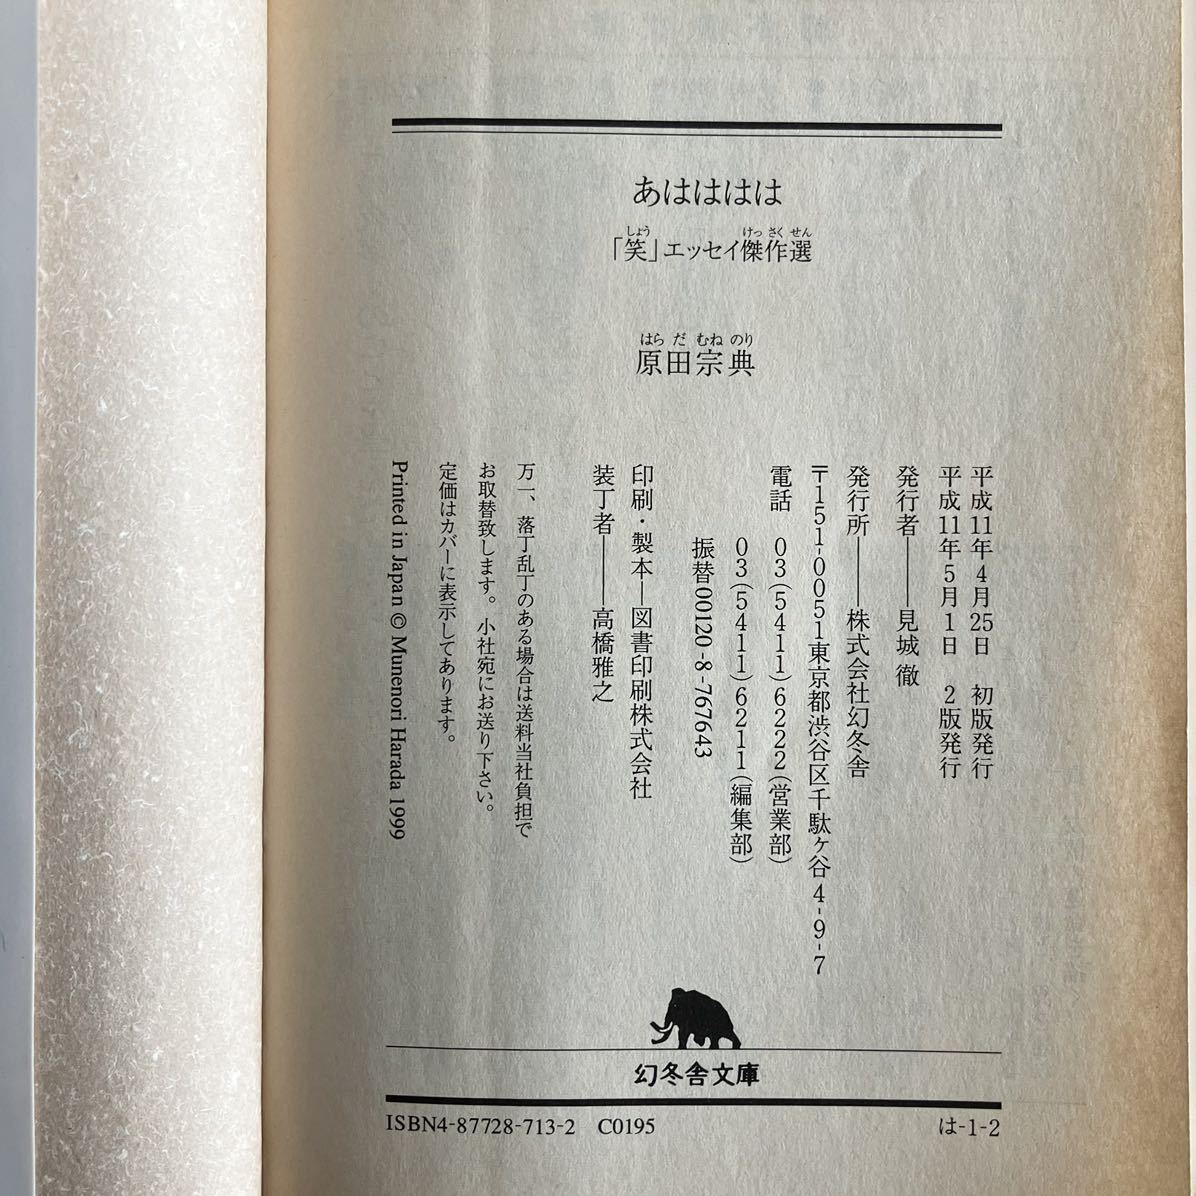 あはははは
「笑」エッセイ傑作選
しょう
けっさくせん
はらだむねのり
原田宗典
平成11年4月25日 初版発行
平成11年5月1日 2版発行
発行者――見城 徹
発行所――株式会社幻冬舎
〒151-0051東京都渋谷区千駄ヶ谷4-9-7
電話 03(5411)6222(営業部)
03(5411)6211(編集部)
振替00120-8-767643
印刷・製本―図書印刷株式会社
装丁者――高橋雅之
万一、落丁乱丁のある場合は送料当社負担で
お取替致します。小社宛にお送り下さい。
定価はカバーに表示してあります。
Printed in Japan © Munenori Harada 1999
幻冬舎文庫
ISBN4-87728-713-2 C0195
は-1-2